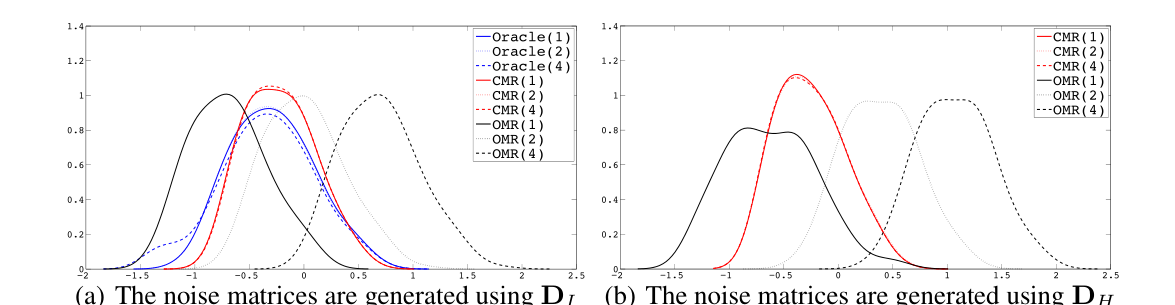 1.4
1.2
1
0.8
0.6
0.4
0.2
0
-2 -1.5 -1 -0.5 0 0.5 1 1.5 2 2.5
Oracle(1)
Oracle(2)
Oracle(4)
CMR(1)
CMR(2)
CMR(4)
OMR(1)
OMR(2)
OMR(4)
(a) The noise matrices are generated using D_I
1.4
1.2
1
0.8
0.6
0.4
0.2
0
-2 -1.5 -1 -0.5 0 0.5 1 1.5 2 2.5
CMR(1)
CMR(2)
CMR(4)
OMR(1)
OMR(2)
OMR(4)
(b) The noise matrices are generated using D_H